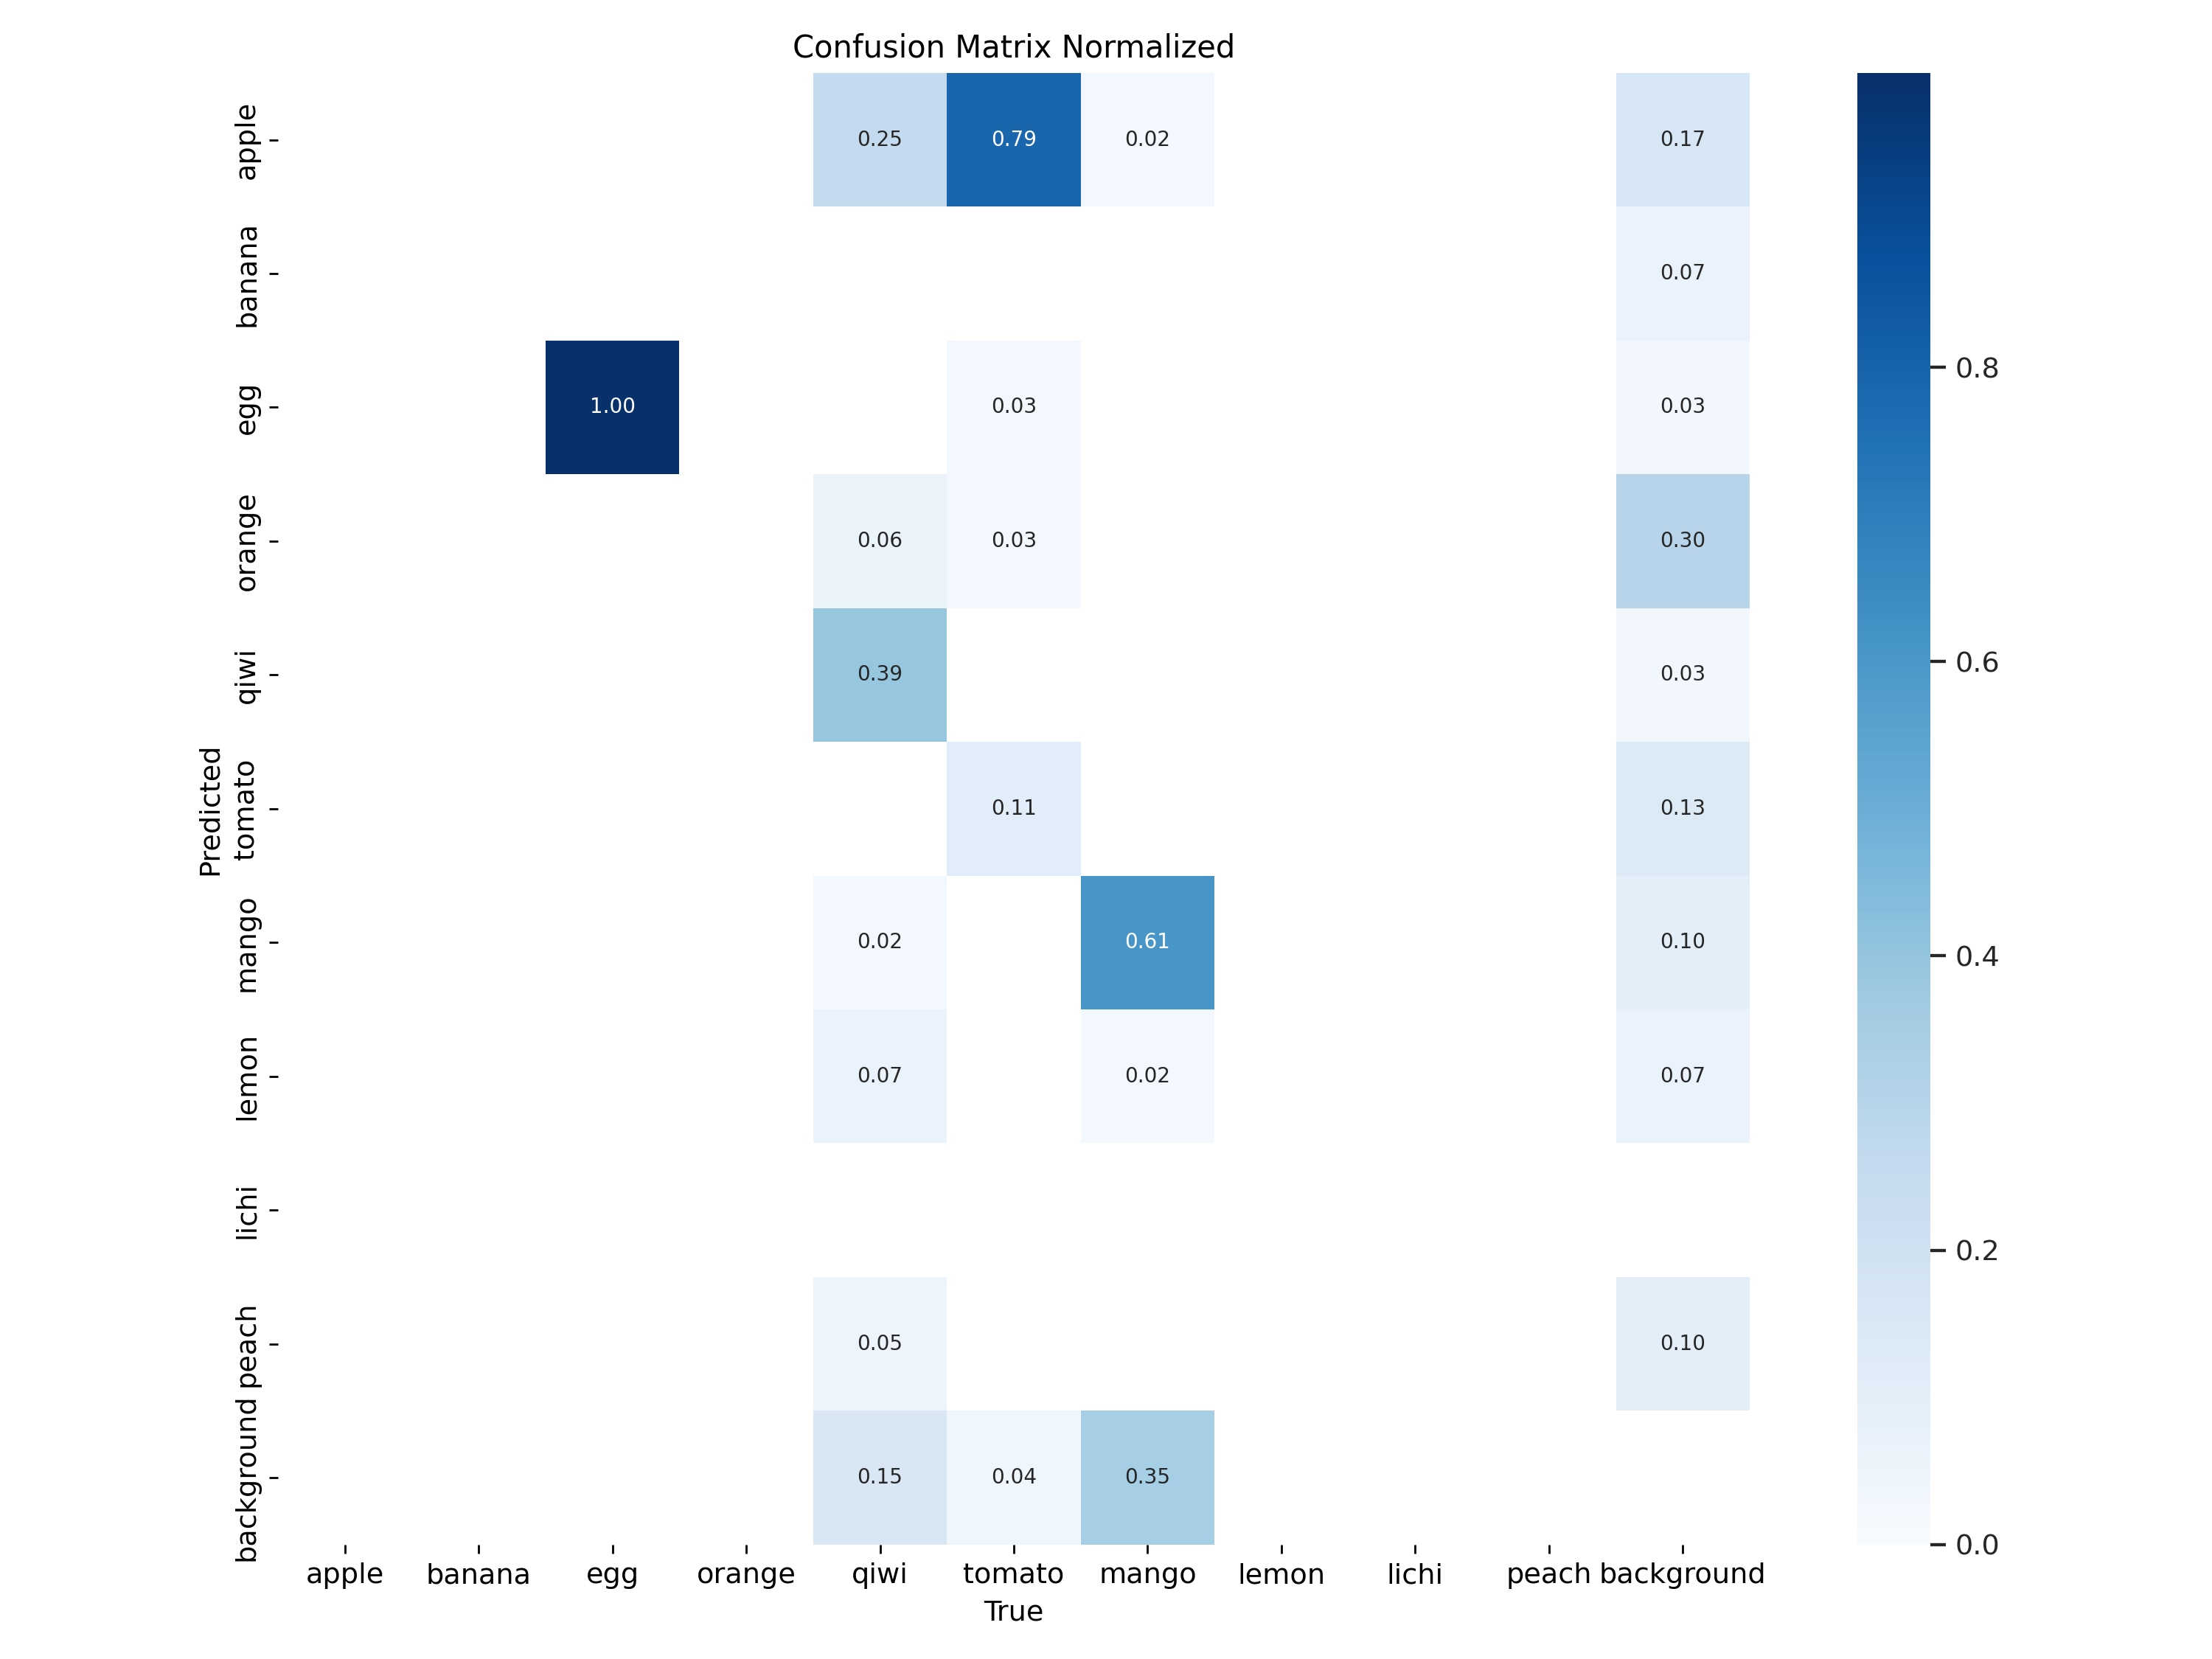 Confusion Matrix Normalized
apple 0.25 0.79 0.02 0.17
banana 0.07
egg 1.00 0.03 0.03
orange 0.06 0.03 0.30
qiwi 0.39 0.03
tomato 0.11 0.13
mango 0.02 0.61 0.10
lemon 0.07 0.02 0.07
lichi
peach 0.05 0.10
background 0.15 0.04 0.35
Predicted
apple banana egg orange qiwi tomato mango lemon lichi peach background
True
0.8
0.6
0.4
0.2
0.0